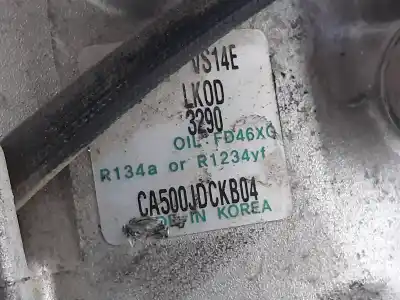 VS14E
LKOD
3290
OIL FD46XG
R134a or R1234yf
CA500JDCKB04
IN KOREA